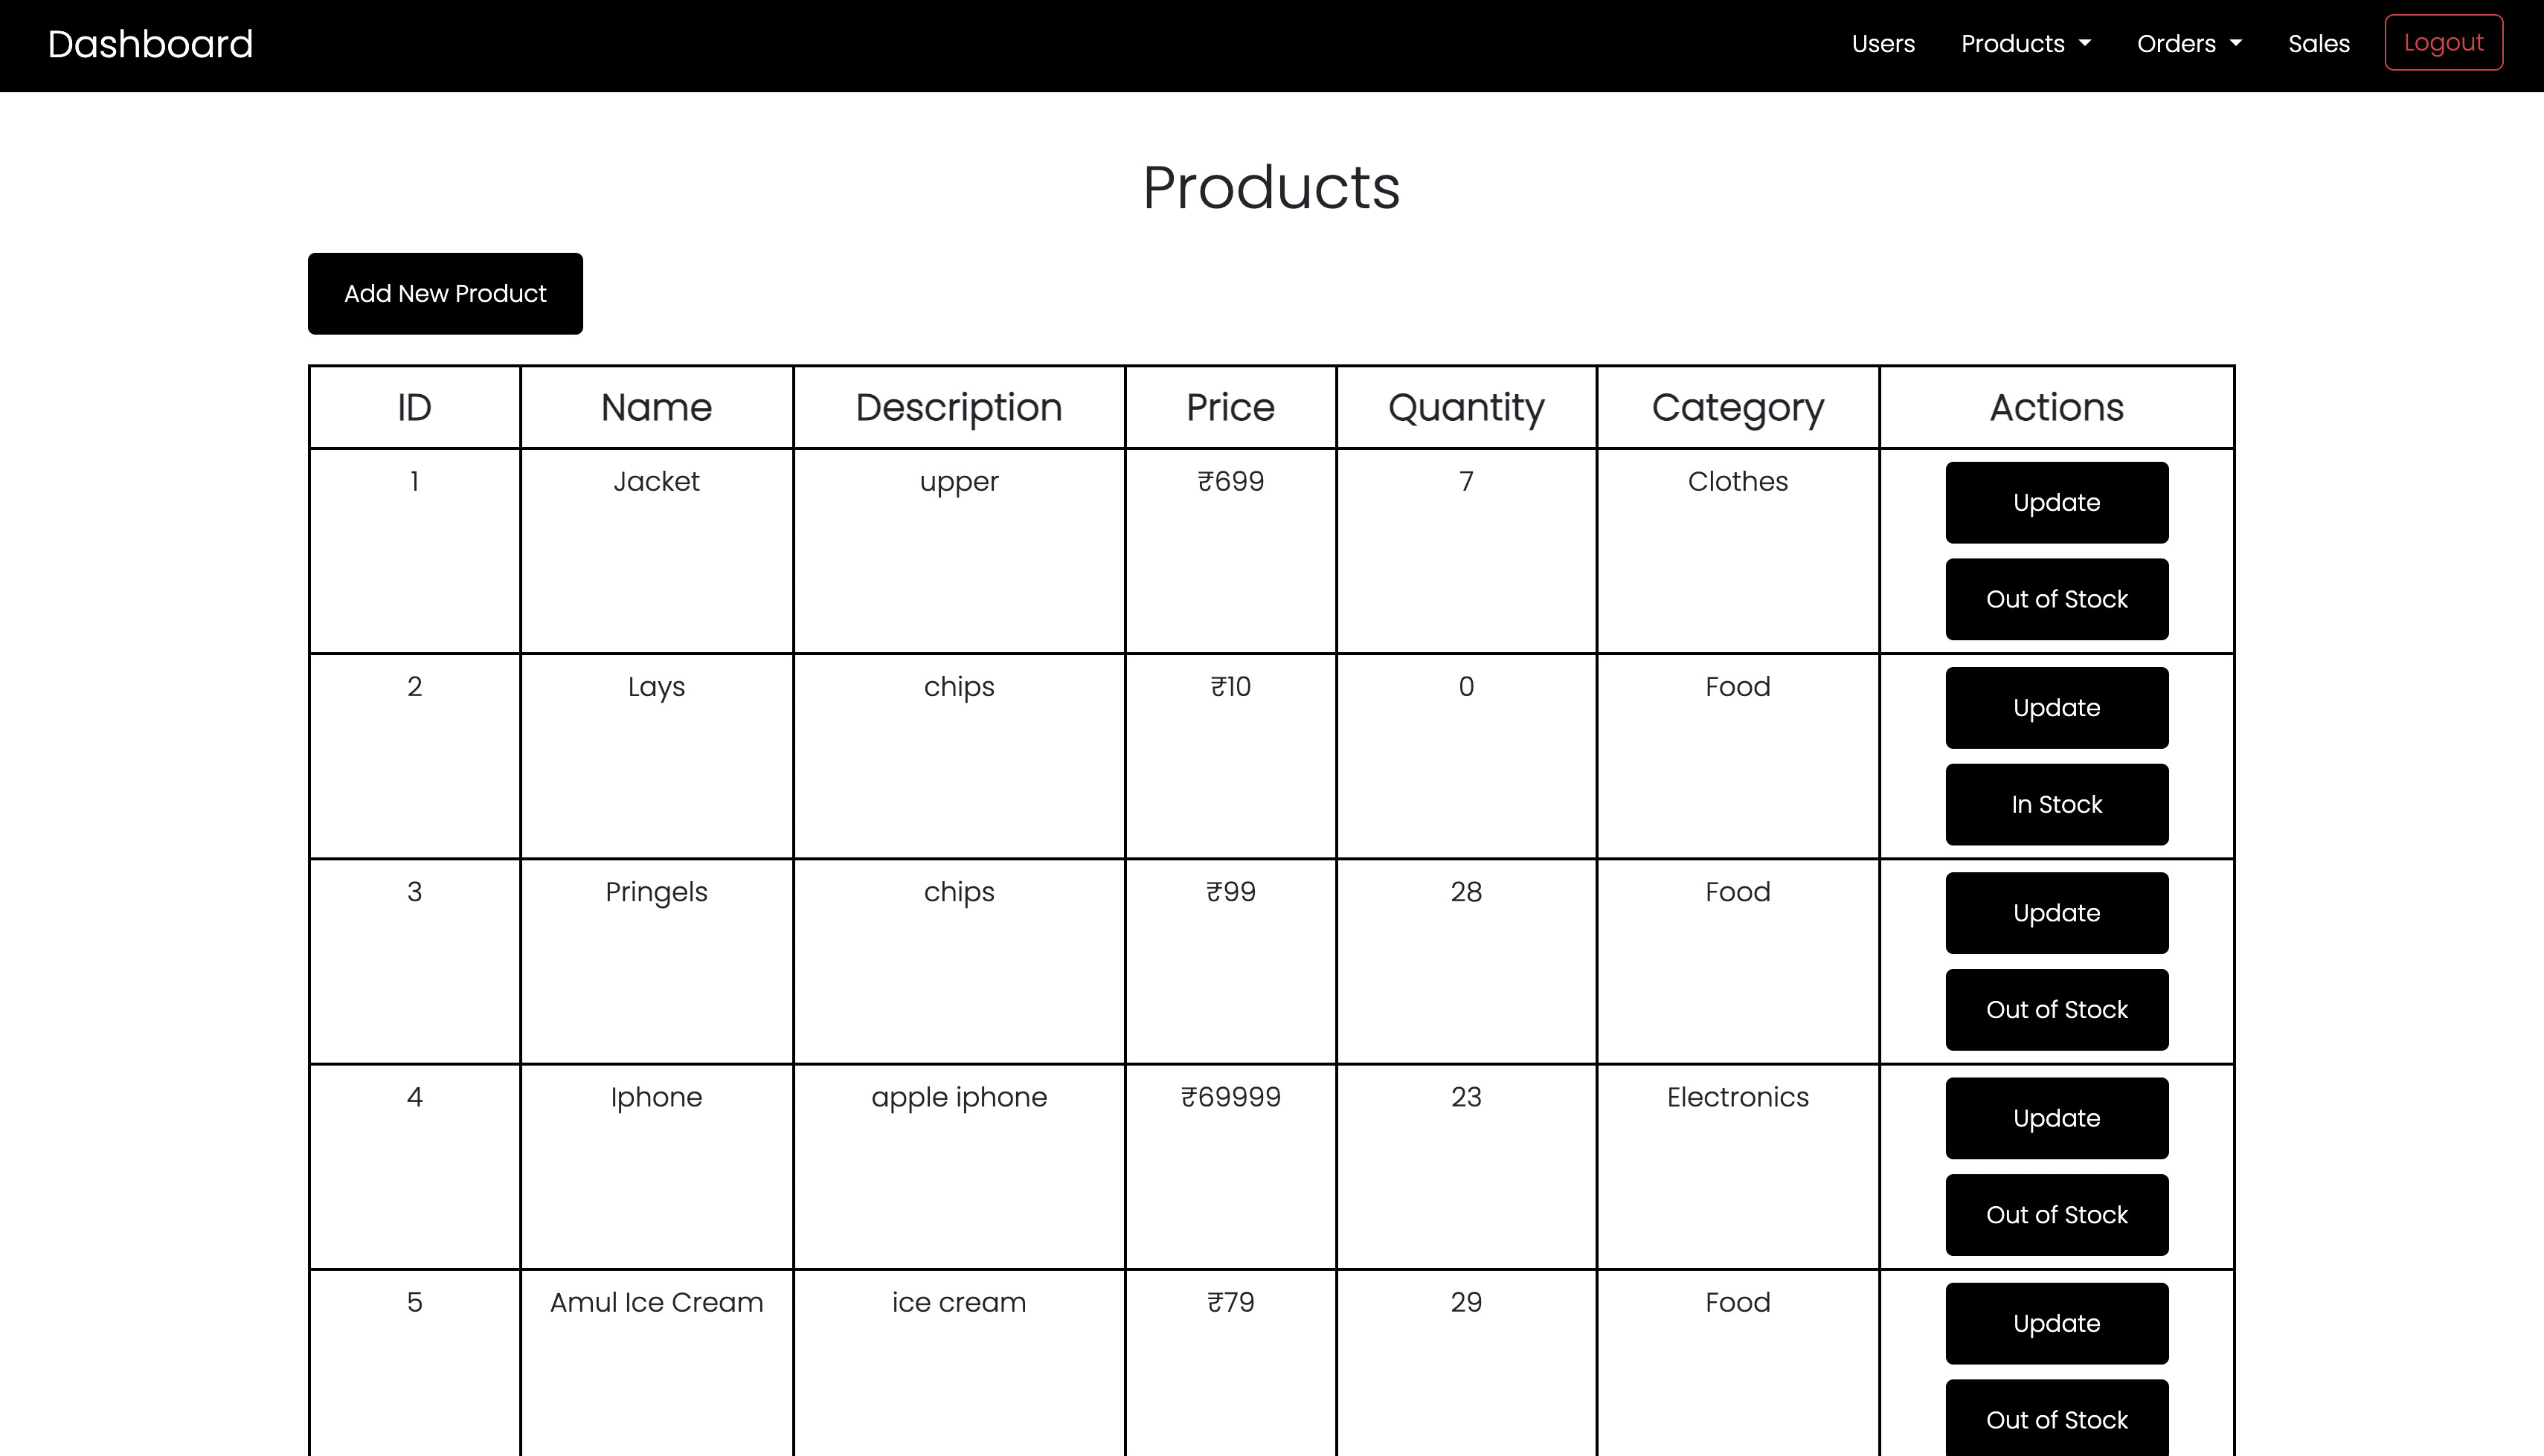 Dashboard Users Products Orders Sales Logout
Products
Add New Product
ID Name Description Price Quantity Category Actions
1 Jacket upper ₹699 7 Clothes Update
Out of Stock
2 Lays chips ₹10 0 Food Update
In Stock
3 Pringels chips ₹99 28 Food Update
Out of Stock
4 Iphone apple iphone ₹69999 23 Electronics Update
Out of Stock
5 Amul Ice Cream ice cream ₹79 29 Food Update
Out of Stock